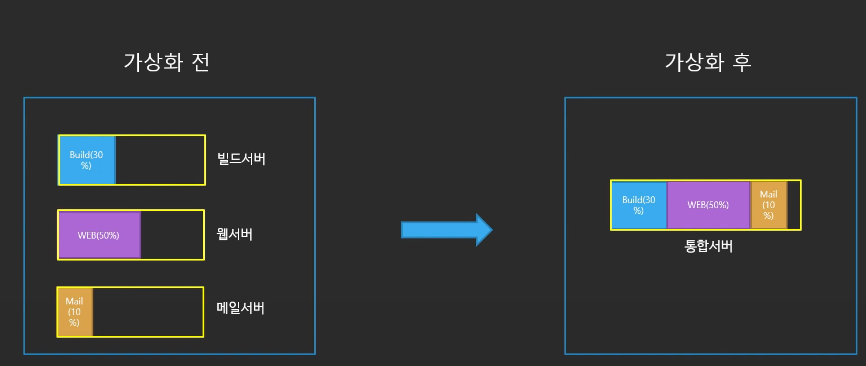 가상화 전
가상화 후
Build(30
%)
빌드서버
WEB(50%)
웹서버
Mail
(10
%)
메일서버
Build(30
%)
WEB(50%)
Mail
(10
%)
통합서버